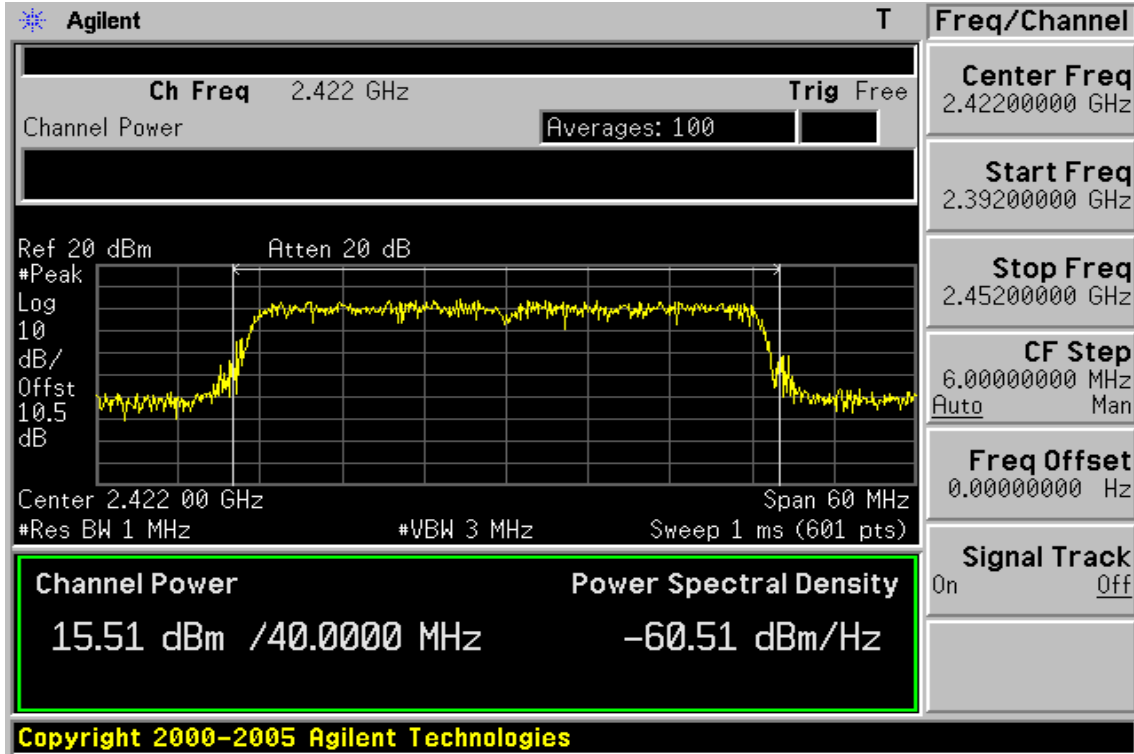 Agilent T
Ch Freq 2.422 GHz Trig Free
Channel Power Averages: 100
Ref 20 dBm Atten 20 dB
#Peak
Log
10
dB/
Offst
10.5
dB
Center 2.422 00 GHz Span 60 MHz
#Res BW 1 MHz #VBW 3 MHz Sweep 1 ms (601 pts)
Channel Power Power Spectral Density
15.51 dBm /40.0000 MHz -60.51 dBm/Hz
Copyright 2000-2005 Agilent Technologies
Freq/Channel
Center Freq
2.42200000 GHz
Start Freq
2.39200000 GHz
Stop Freq
2.45200000 GHz
CF Step
6.00000000 MHz
Auto Man
Freq Offset
0.00000000 Hz
Signal Track
On Off